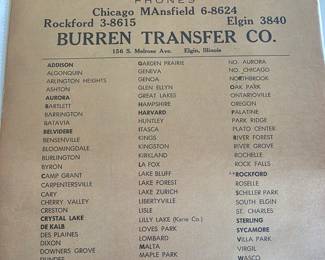 PHONES
Chicago MAnsfield 6-8624
Rockford 3-8615 Elgin 3840
BURREN TRANSFER CO.
156 S. Melrose Ave. Elgin, Illinois
ADDISON
ALGONQUIN
ARLINGTON HEIGHTS
ASHTON
AURORA
BARTLETT
BARRINGTON
BATAVIA
BELVIDERE
BENSENVILLE
BLOOMINGDALE
BURLINGTON
BYRON
CAMP GRANT
CARPENTERSVILLE
CARY
CHERRY VALLEY
CRESTON
CRYSTAL LAKE
DE KALB
DES PLAINES
DIXON
DOWNERS GROVE
DUNDEE
GARDEN PRAIRIE
GENEVA
GENOA
GLEN ELLYN
GREAT LAKES
HAMPSHIRE
HARVARD
HUNTLEY
ITASCA
KINGS
KINGSTON
KIRKLAND
LA FOX
LAKE BLUFF
LAKE FOREST
LAKE ZURICH
LIBERTYVILLE
LISLE
LILLY LAKE (Kane Co.)
LOVES PARK
LOMBARD
MALTA
MAPLE PARK
NO. AURORA
NO. CHICAGO
NORTHBROOK
OAK PARK
ONTARIOVILLE
OREGON
PALATINE
PARK RIDGE
PLATO CENTER
RIVER FOREST
ROCHELLE
ROCK FALLS
**ROCKFORD
ROSELLE
SCHILLER PARK
SOUTH ELGIN
ST. CHARLES
STERLING
SYCAMORE
VILLA PARK
VIRGIL
WASCO